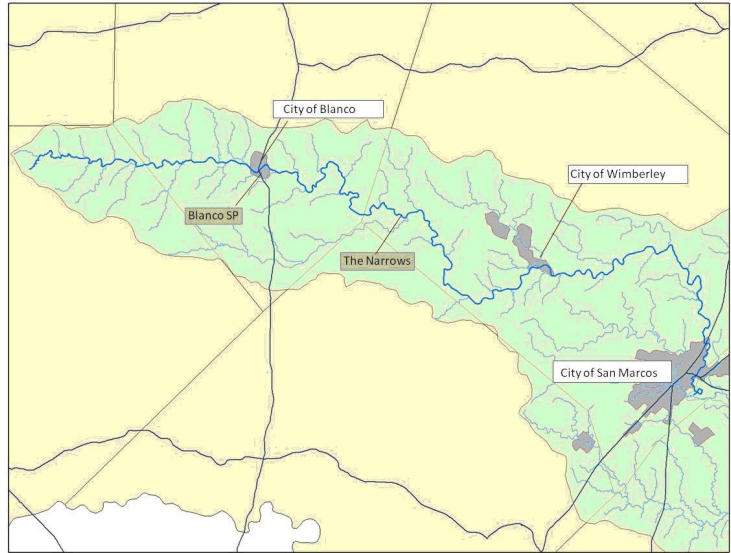 City of Blanco
City of Wimberley
Blanco SP
The Narrows
City of San Marcos